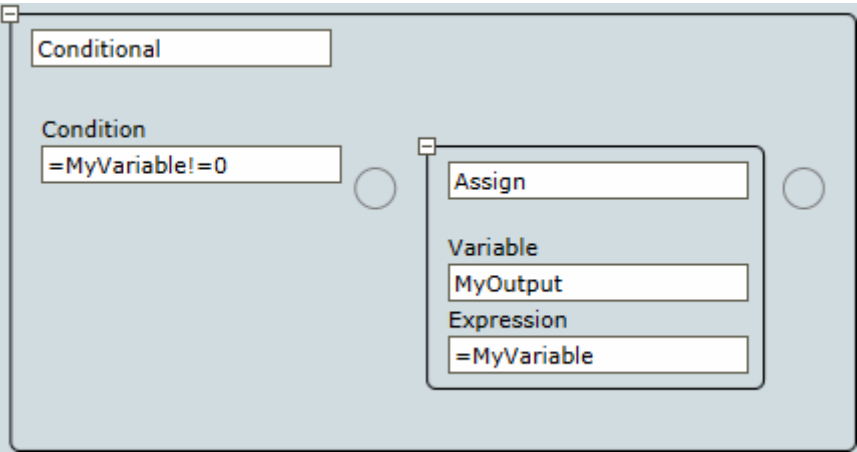 Conditional
Condition
=MyVariable!=0
Assign
Variable
MyOutput
Expression
=MyVariable